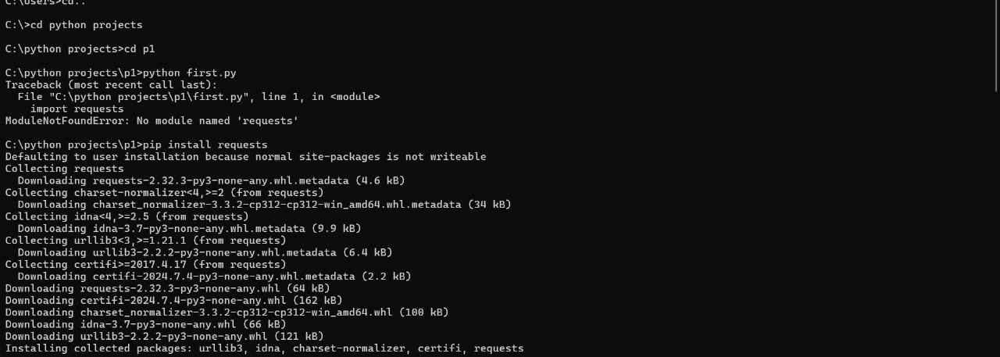 C:\Users>cd..
C:\>cd python projects
C:\python projects>cd p1
C:\python projects\p1>python first.py
Traceback (most recent call last):
  File "C:\python projects\p1\first.py", line 1, in <module>
    import requests
ModuleNotFoundError: No module named 'requests'
C:\python projects\p1>pip install requests
Defaulting to user installation because normal site-packages is not writeable
Collecting requests
  Downloading requests-2.32.3-py3-none-any.whl.metadata (4.6 kB)
Collecting charset-normalizer<4,>=2 (from requests)
  Downloading charset_normalizer-3.3.2-cp312-cp312-win_amd64.whl.metadata (34 kB)
Collecting idna<4,>=2.5 (from requests)
  Downloading idna-3.7-py3-none-any.whl.metadata (9.9 kB)
Collecting urllib3<3,>=1.21.1 (from requests)
  Downloading urllib3-2.2.2-py3-none-any.whl.metadata (6.4 kB)
Collecting certifi>=2017.4.17 (from requests)
  Downloading certifi-2024.7.4-py3-none-any.whl.metadata (2.2 kB)
Downloading requests-2.32.3-py3-none-any.whl (64 kB)
Downloading certifi-2024.7.4-py3-none-any.whl (162 kB)
Downloading charset_normalizer-3.3.2-cp312-cp312-win_amd64.whl (100 kB)
Downloading idna-3.7-py3-none-any.whl (66 kB)
Downloading urllib3-2.2.2-py3-none-any.whl (121 kB)
Installing collected packages: urllib3, idna, charset-normalizer, certifi, requests